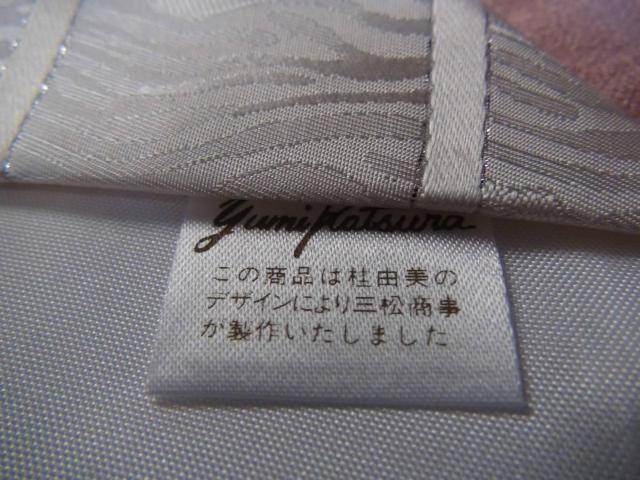 Yumi Katsura
この商品は桂由美の
デザインにより三松商事
が製作いたしました